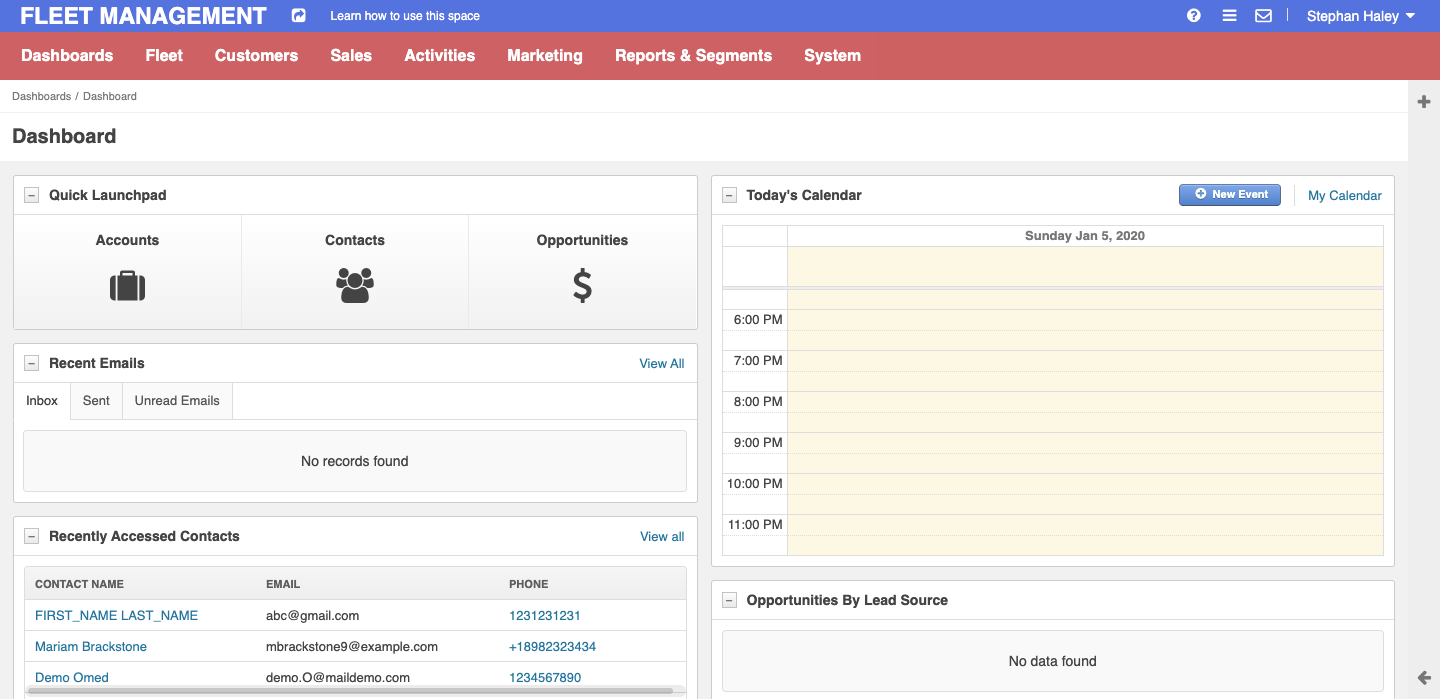 FLEET MANAGEMENT
Learn how to use this space
Stephan Haley
Dashboards
Fleet
Customers
Sales
Activities
Marketing
Reports & Segments
System
Dashboards / Dashboard
Dashboard
Quick Launchpad
Accounts
Contacts
Opportunities
Recent Emails
View All
Inbox
Sent
Unread Emails
No records found
Recently Accessed Contacts
View all
CONTACT NAME EMAIL PHONE
FIRST_NAME LAST_NAME abc@gmail.com 1231231231
Mariam Brackstone mbrackstone9@example.com +18982323434
Demo Omed demo.O@maildemo.com 1234567890
Today's Calendar
New Event
My Calendar
Sunday Jan 5, 2020
6:00 PM
7:00 PM
8:00 PM
9:00 PM
10:00 PM
11:00 PM
Opportunities By Lead Source
No data found